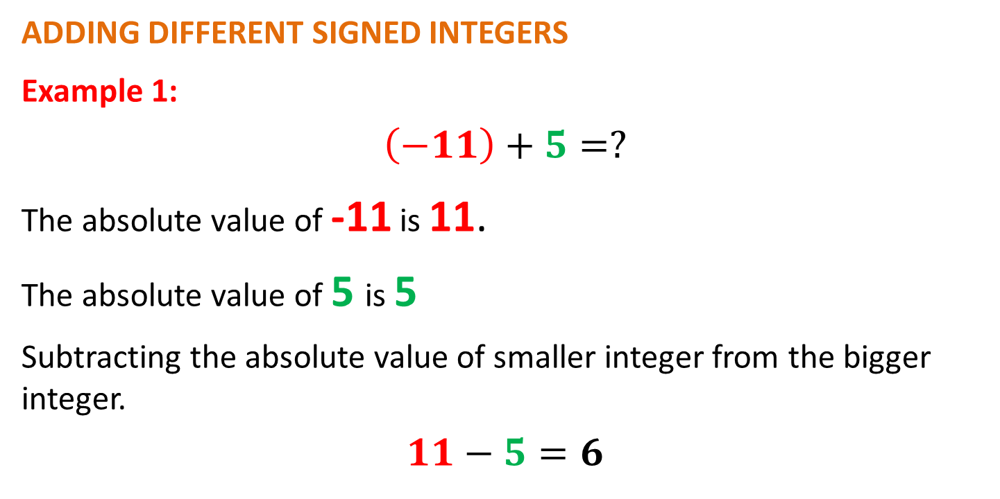 ADDING DIFFERENT SIGNED INTEGERS
Example 1:
(−11) + 5 =?
The absolute value of -11 is 11.
The absolute value of 5 is 5
Subtracting the absolute value of smaller integer from the bigger
integer.
11 − 5 = 6